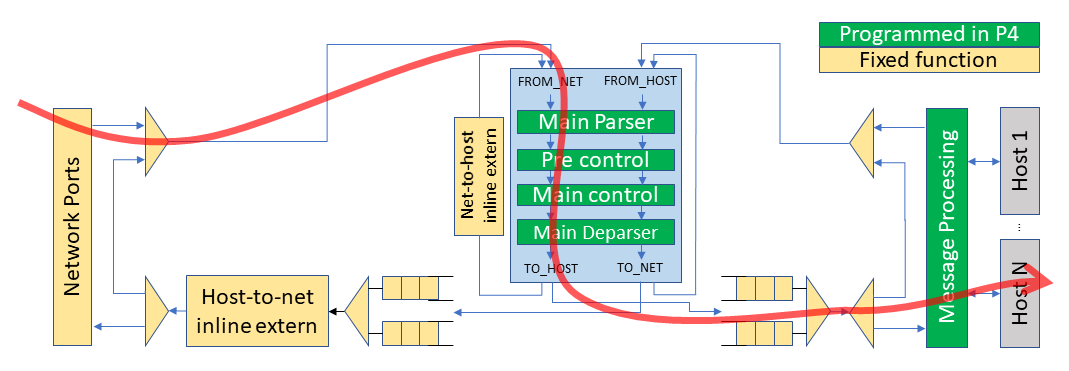 Programmed in P4
Fixed function
FROM_NET
FROM_HOST
Main Parser
Pre control
Main control
Main Deparser
TO_HOST
TO_NET
Network Ports
Net-to-host
inline extern
Host-to-net
inline extern
Message Processing
Host 1
...
Host N